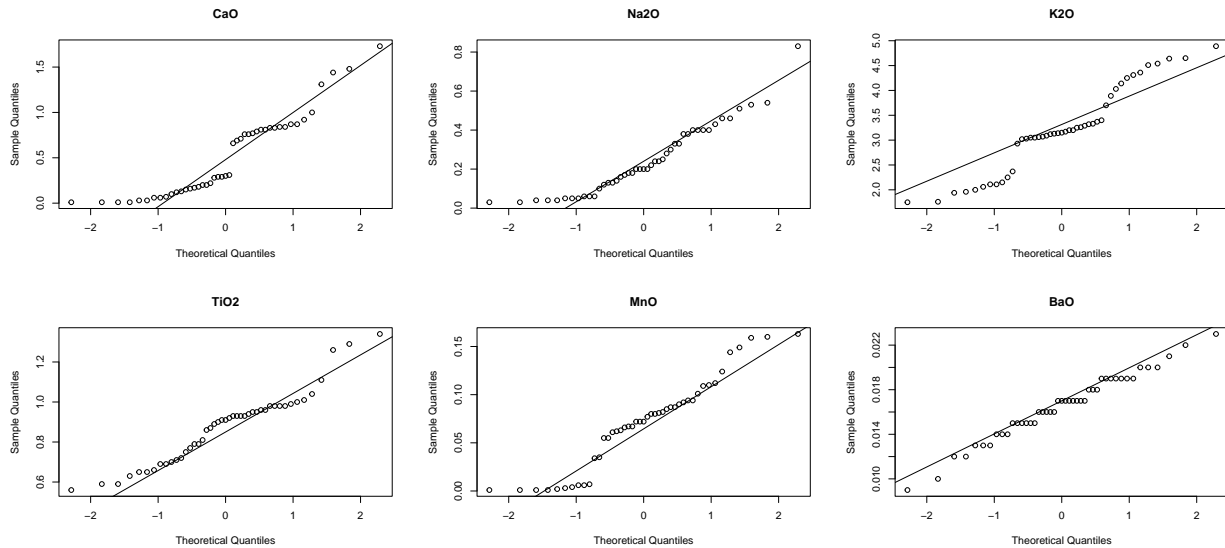 CaO
Na2O
K2O
Sample Quantiles
0.0 0.5 1.0 1.5
−2 −1 0 1 2
Theoretical Quantiles
Sample Quantiles
0.0 0.2 0.4 0.6 0.8
−2 −1 0 1 2
Theoretical Quantiles
Sample Quantiles
2.0 2.5 3.0 3.5 4.0 4.5 5.0
−2 −1 0 1 2
Theoretical Quantiles
TiO2
MnO
BaO
Sample Quantiles
0.6 0.8 1.0 1.2
−2 −1 0 1 2
Theoretical Quantiles
Sample Quantiles
0.00 0.05 0.10 0.15
−2 −1 0 1 2
Theoretical Quantiles
Sample Quantiles
0.010 0.014 0.018 0.022
−2 −1 0 1 2
Theoretical Quantiles